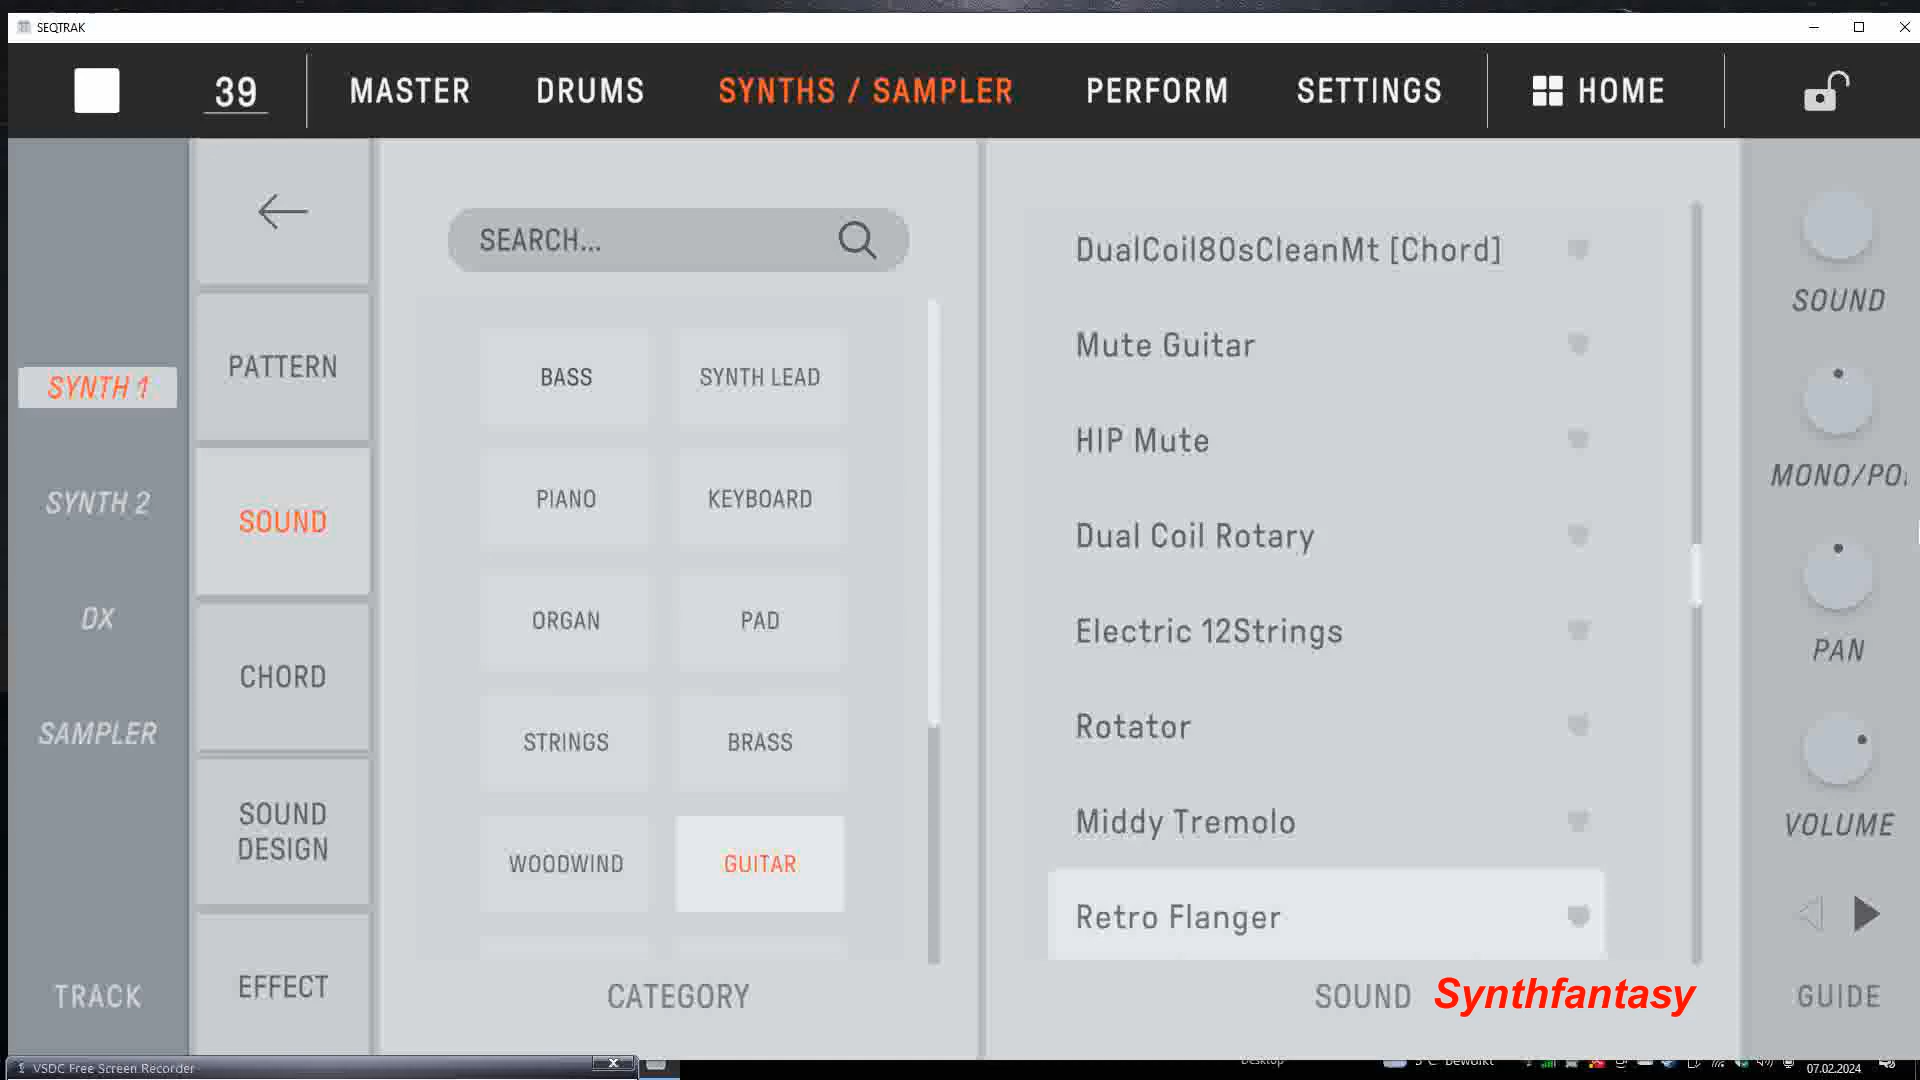 SEQTRAK
39 MASTER DRUMS SYNTHS / SAMPLER PERFORM SETTINGS HOME
SYNTH 1
SYNTH 2
DX
SAMPLER
TRACK
PATTERN
SOUND
CHORD
SOUND
DESIGN
EFFECT
SEARCH...
BASS SYNTH LEAD
PIANO KEYBOARD
ORGAN PAD
STRINGS BRASS
WOODWIND GUITAR
CATEGORY
DualCoil80sCleanMt [Chord]
Mute Guitar
HIP Mute
Dual Coil Rotary
Electric 12Strings
Rotator
Middy Tremolo
Retro Flanger
SOUND Synthfantasy
SOUND
MONO/PO
PAN
VOLUME
GUIDE
VSDC Free Screen Recorder
Desktop
5°C Bewölkt
07.02.2024